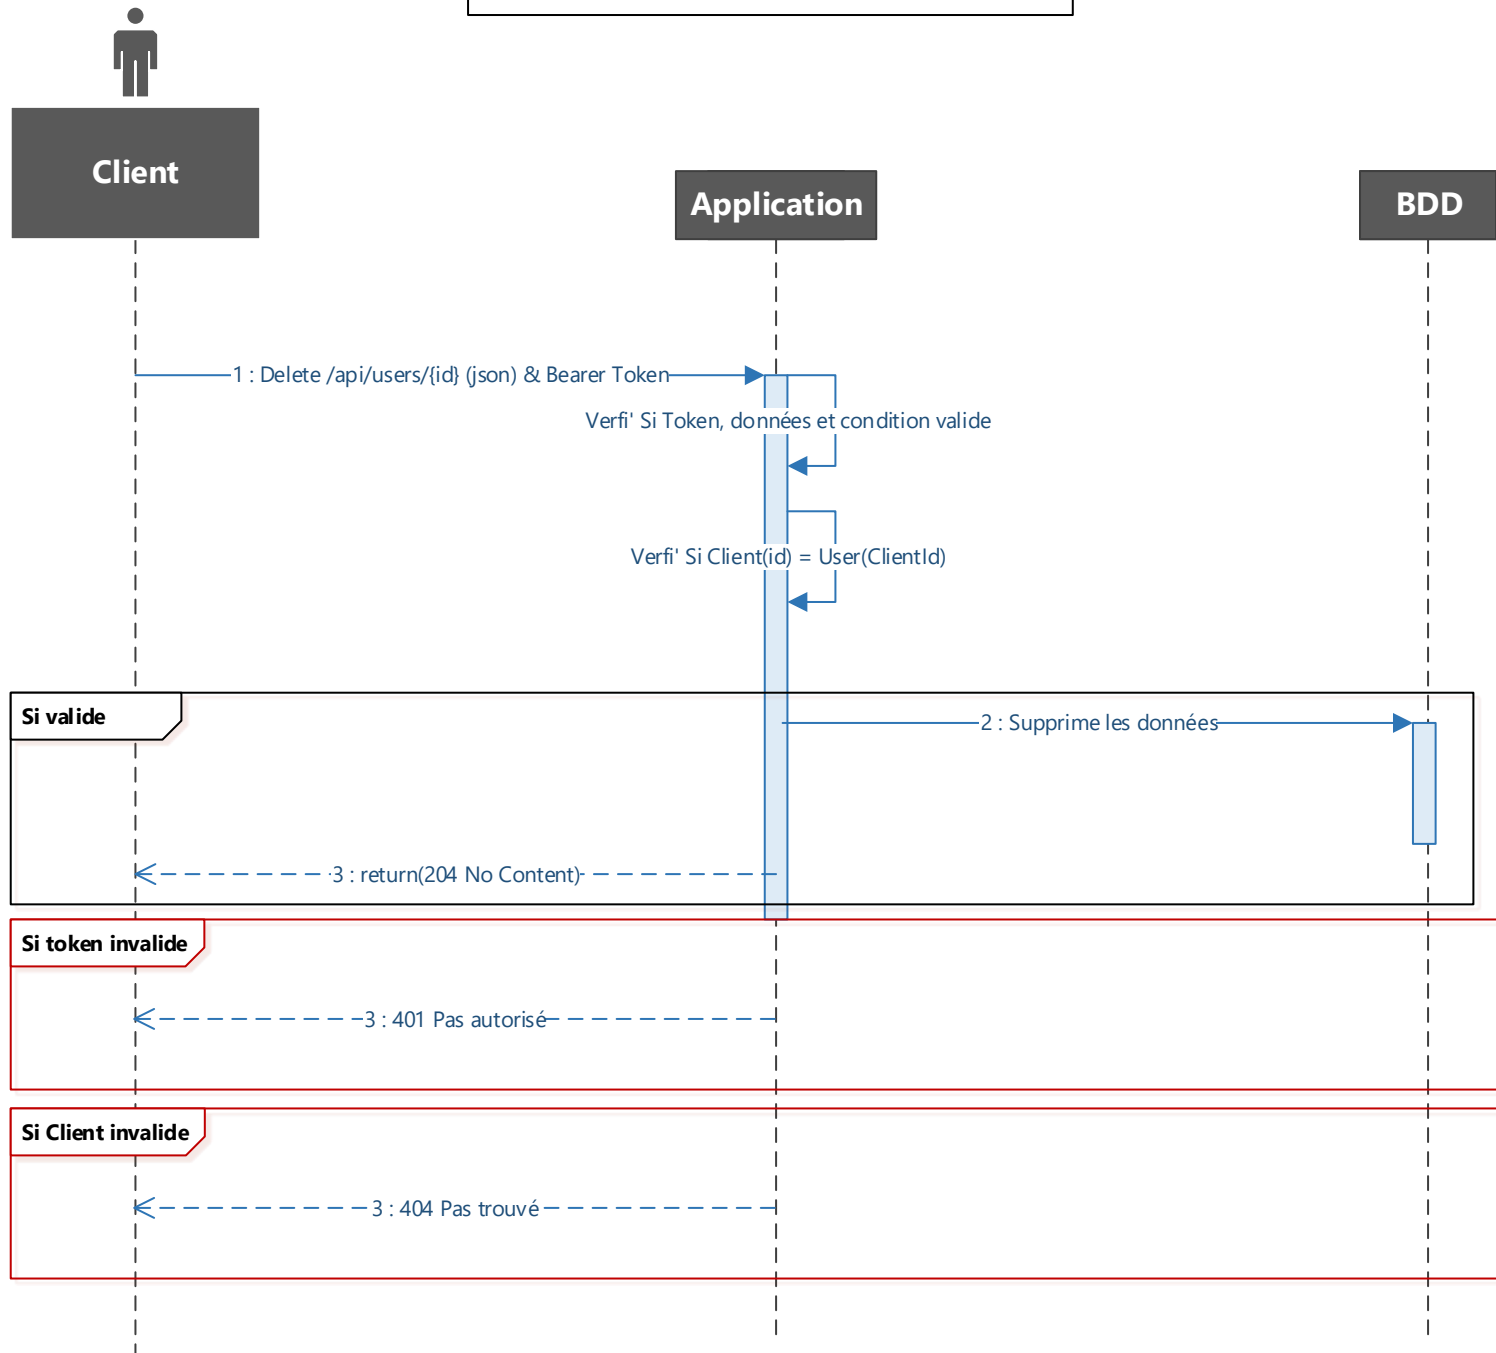 Client
Application
BDD
1 : Delete /api/users/{id} (json) & Bearer Token
Verfi' Si Token, données et condition valide
Verfi' Si Client(id) = User(ClientId)
Si valide
2 : Supprime les données
3 : return(204 No Content)
Si token invalide
3 : 401 Pas autorisé
Si Client invalide
3 : 404 Pas trouvé